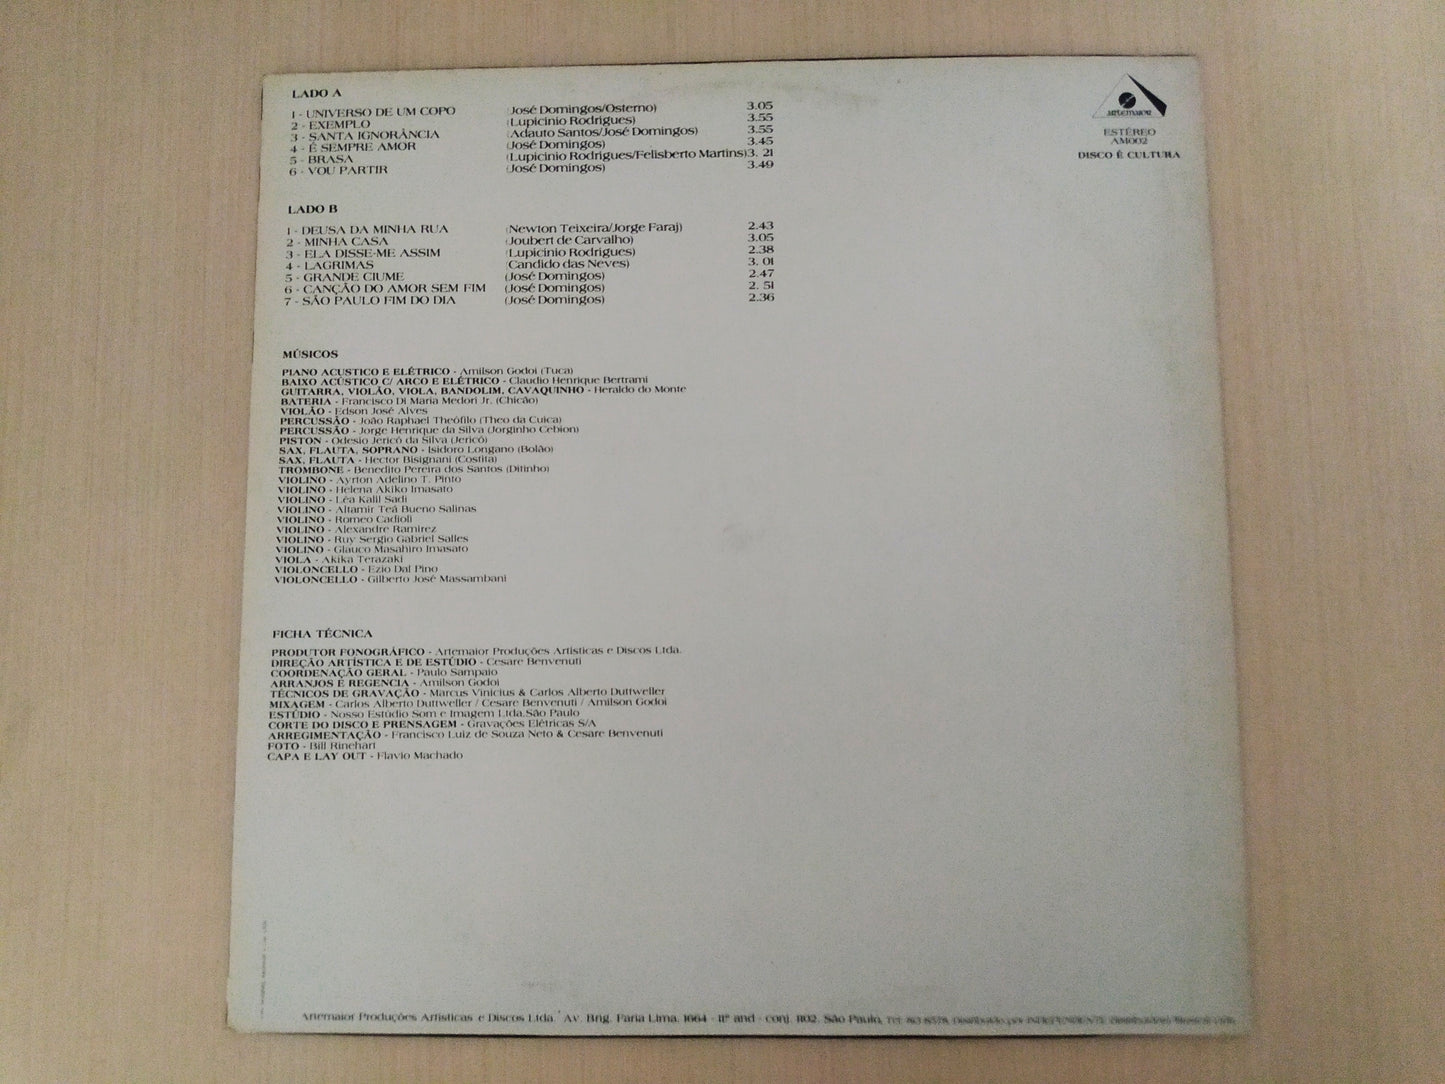 LADO A
1 - UNIVERSO DE UM COPO (José Domingos/Osterno) 3.05
2 - EXEMPLO (Lupicinio Rodrigues) 3.55
3 - SANTA IGNORÂNCIA (Adauto Santos/José Domingos) 3.55
4 - É SEMPRE AMOR (José Domingos) 3.45
5 - BRASA (Lupicinio Rodrigues/Felisberto Martins) 3. 21
6 - VOU PARTIR (José Domingos) 3.49
ARTEMAIOR
ESTÉREO
AM002
DISCO É CULTURA
LADO B
1 - DEUSA DA MINHA RUA (Newton Teixeira/Jorge Faraj) 2.43
2 - MINHA CASA (Joubert de Carvalho) 3.05
3 - ELA DISSE-ME ASSIM (Lupicinio Rodrigues) 2.38
4 - LAGRIMAS (Candido das Neves) 3. 01
5 - GRANDE CIUME (José Domingos) 2.47
6 - CANÇÃO DO AMOR SEM FIM (José Domingos) 2. 51
7 - SÃO PAULO FIM DO DIA (José Domingos) 2.36
MÚSICOS
PIANO ACUSTICO E ELÉTRICO - Amilson Godoi (Tuca)
BAIXO ACÚSTICO C/ ARCO E ELÉTRICO - Claudio Henrique Bertrami
GUITARRA, VIOLÃO, VIOLA, BANDOLIM, CAVAQUINHO - Heraldo do Monte
BATERIA - Francisco Di Maria Medori Jr. (Chicão)
VIOLÃO - Edson José Alves
PERCUSSÃO - João Raphael Theófilo (Theo da Cuica)
PERCUSSÃO - Jorge Henrique da Silva (Jorginho Cebion)
PISTON - Odesio Jericó da Silva (Jericó)
SAX, FLAUTA, SOPRANO - Isidoro Longano (Bolão)
SAX, FLAUTA - Hector Bisignani (Costita)
TROMBONE - Benedito Pereira dos Santos (Ditinho)
VIOLINO - Ayrton Adelino T. Pinto
VIOLINO - Helena Akiko Imasato
VIOLINO - Léa Kalil Sadi
VIOLINO - Altamir Teá Bueno Salinas
VIOLINO - Romeo Cadioli
VIOLINO - Alexandre Ramirez
VIOLINO - Ruy Sergio Gabriel Salles
VIOLINO - Glauco Masahiro Imasato
VIOLA - Akika Terazaki
VIOLONCELLO - Ezio Dal Pino
VIOLONCELLO - Gilberto José Massambani
FICHA TÉCNICA
PRODUTOR FONOGRÁFICO - Artemaior Produções Artísticas e Discos Ltda.
DIREÇÃO ARTÍSTICA E DE ESTÚDIO - Cesare Benvenuti
COORDENAÇÃO GERAL - Paulo Sampaio
ARRANJOS E REGENCIA - Amilson Godoi
TÉCNICOS DE GRAVAÇÃO - Marcus Vinicius & Carlos Alberto Duttweller
MIXAGEM - Carlos Alberto Duttweller / Cesare Benvenuti / Amilson Godoi
ESTÚDIO - Nosso Estúdio Som e Imagem Ltda.São Paulo
CORTE DO DISCO E PRENSAGEM - Gravações Elétricas S/A
ARREGIMENTAÇÃO - Francisco Luiz de Souza Neto & Cesare Benvenuti
FOTO - Bill Rinehart
CAPA E LAY OUT - Flavio Machado
Artemaior Produções Artísticas e Discos Ltda. Av. Brig. Faria Lima, 1664 - 11º and - conj. 1102, São Paulo, Tel: 813-8578, Distribuído por INDEPENDENTE